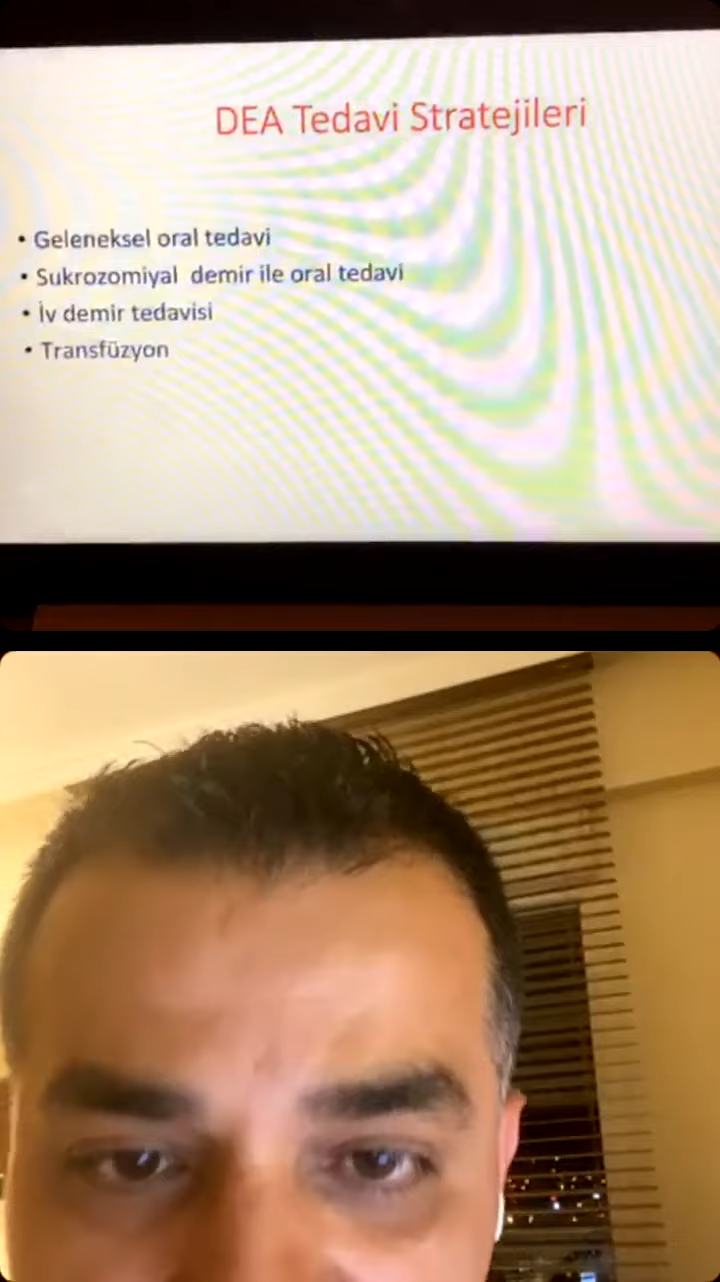 DEA Tedavi Stratejileri
• Geleneksel oral tedavi
• Sukrozomiyal demir ile oral tedavi
• İv demir tedavisi
• Transfüzyon